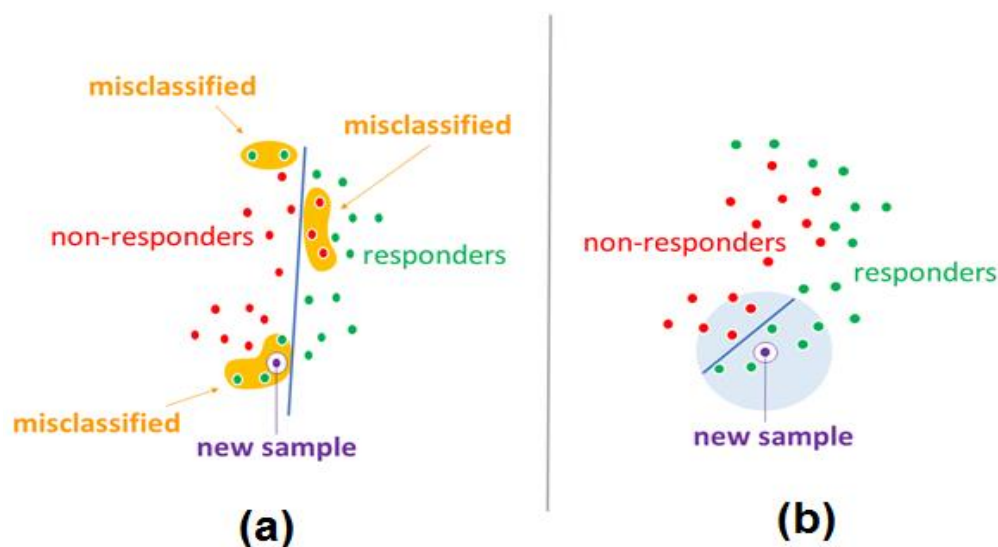 misclassified
misclassified
non-responders
responders
misclassified
new sample
(a)
non-responders
responders
new sample
(b)